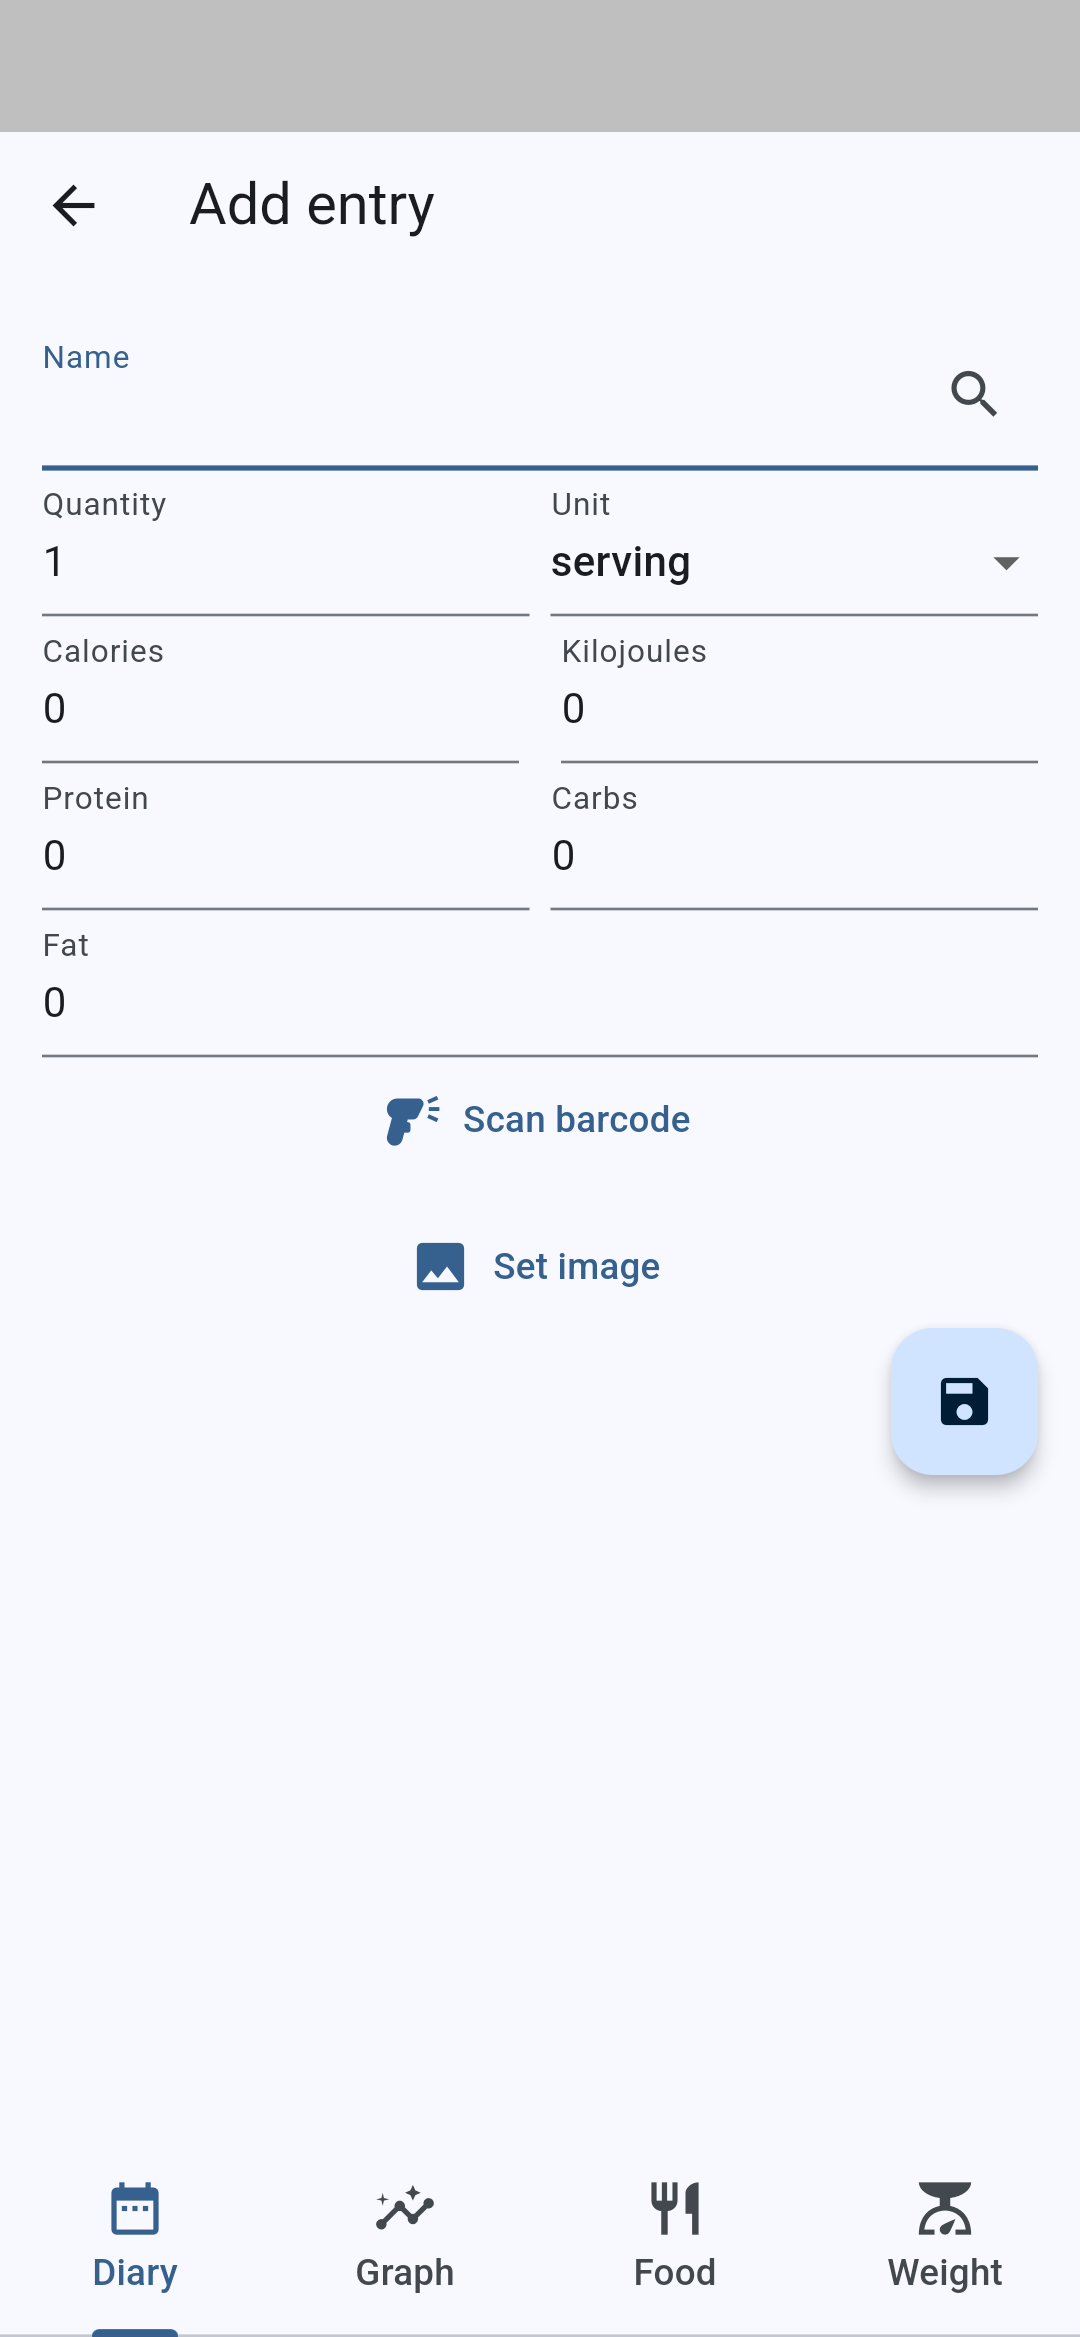 Add entry
Name
Quantity
Unit
1
serving
Calories
Kilojoules
0
0
Protein
Carbs
0
0
Fat
0
Scan barcode
Set image
Diary
Graph
Food
Weight